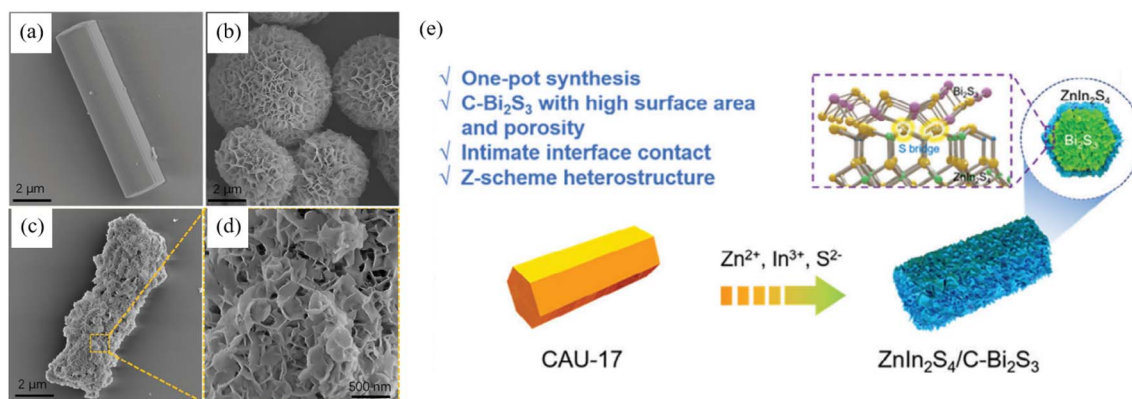 (a)
2 μm
(b)
2 μm
(c)
2 μm
(d)
500 nm
(e)
√ One-pot synthesis
√ C-Bi₂S₃ with high surface area
and porosity
√ Intimate interface contact
√ Z-scheme heterostructure
Bi₂S₃
S bridge
ZnIn₂S₄
ZnIn₂S₄
Bi₂S₃
CAU-17
Zn²⁺, In³⁺, S²⁻
ZnIn₂S₄/C-Bi₂S₃